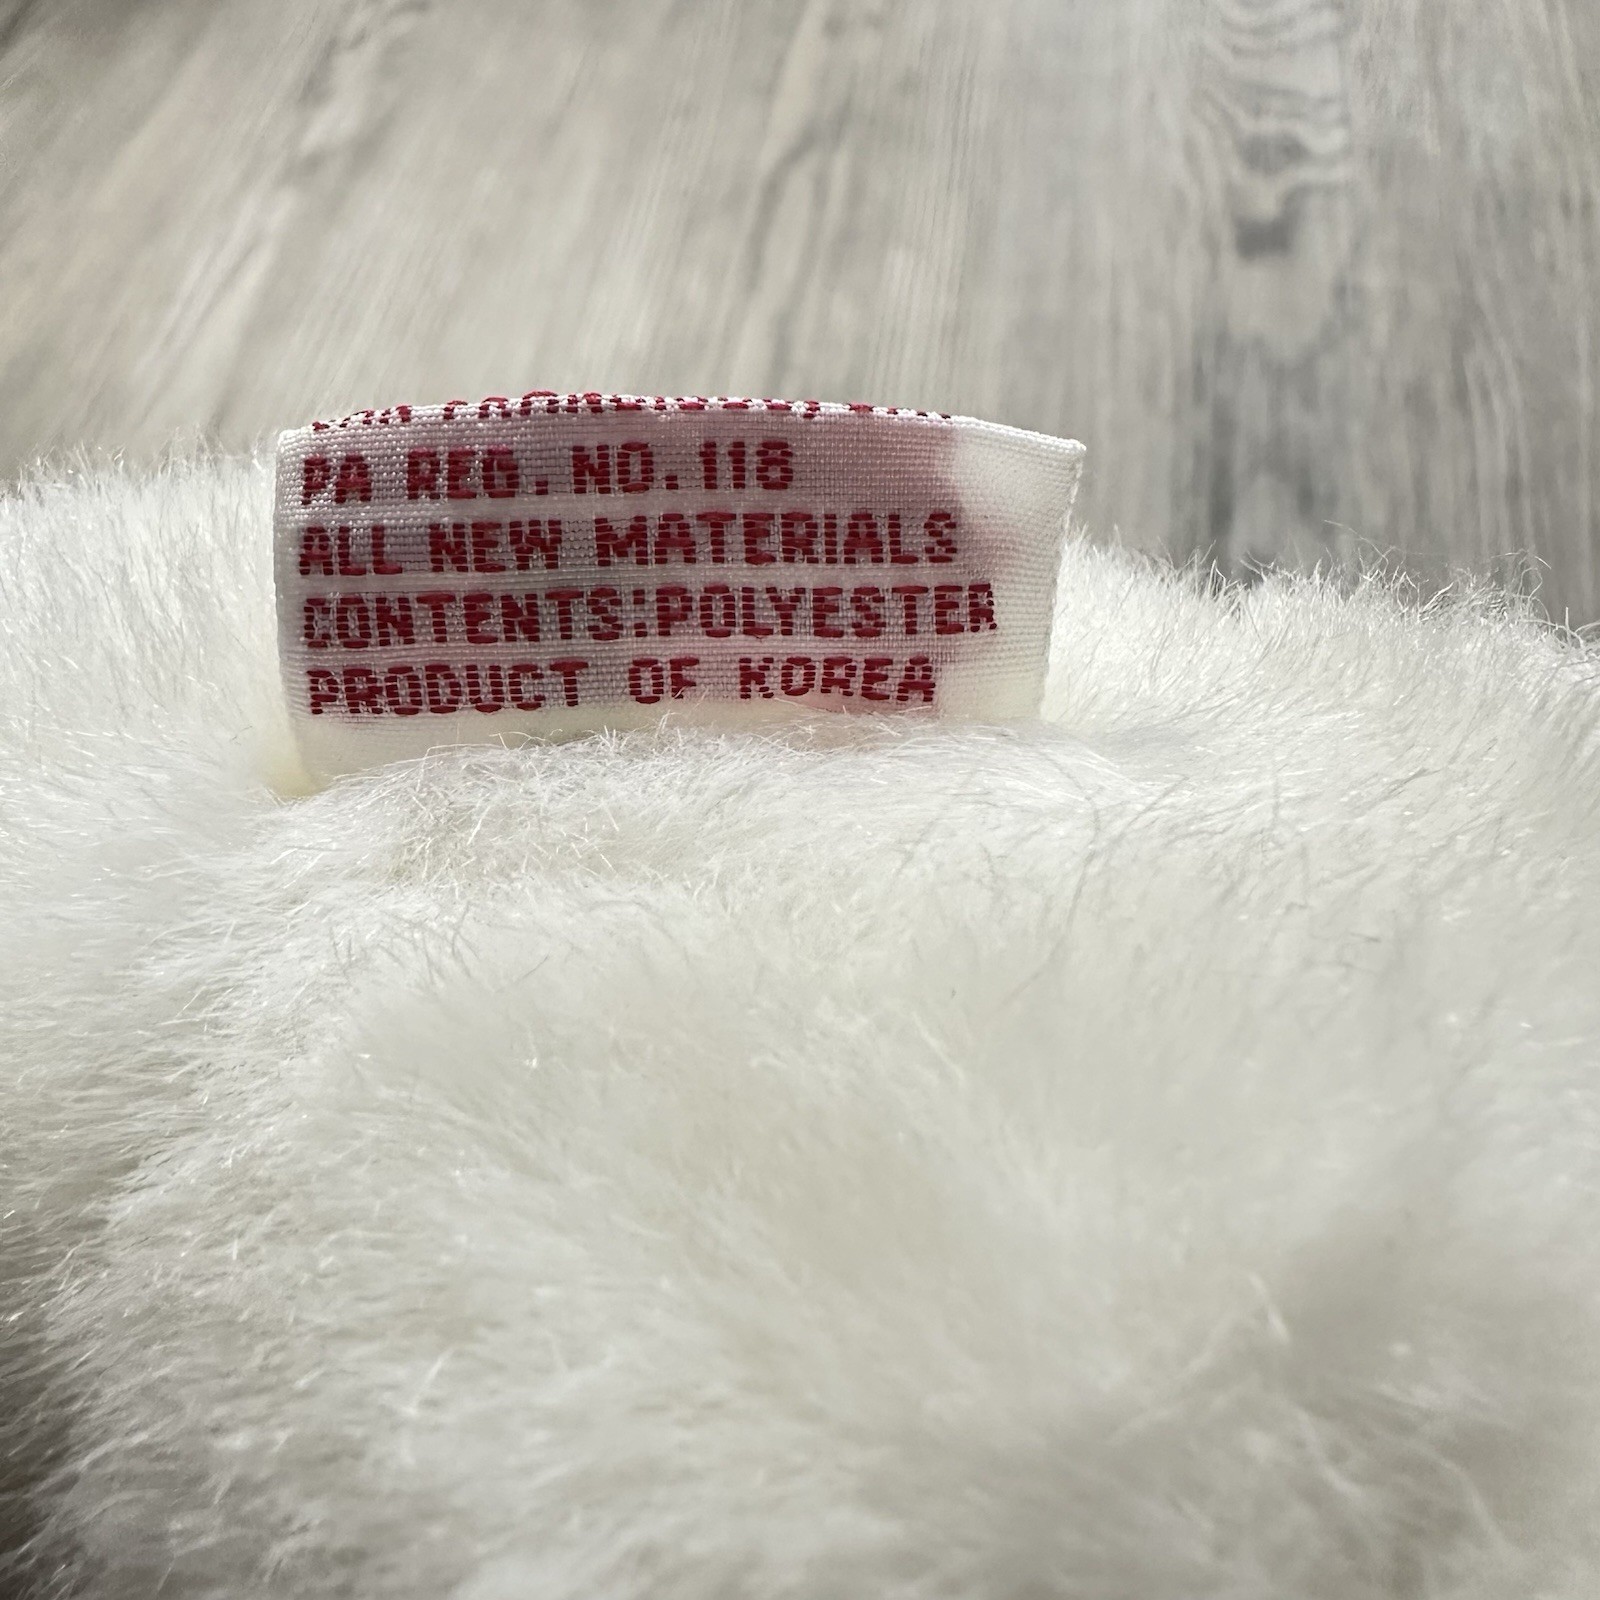 PA REG. NO. 118
ALL NEW MATERIALS
CONTENTS:POLYESTER
PRODUCT OF KOREA